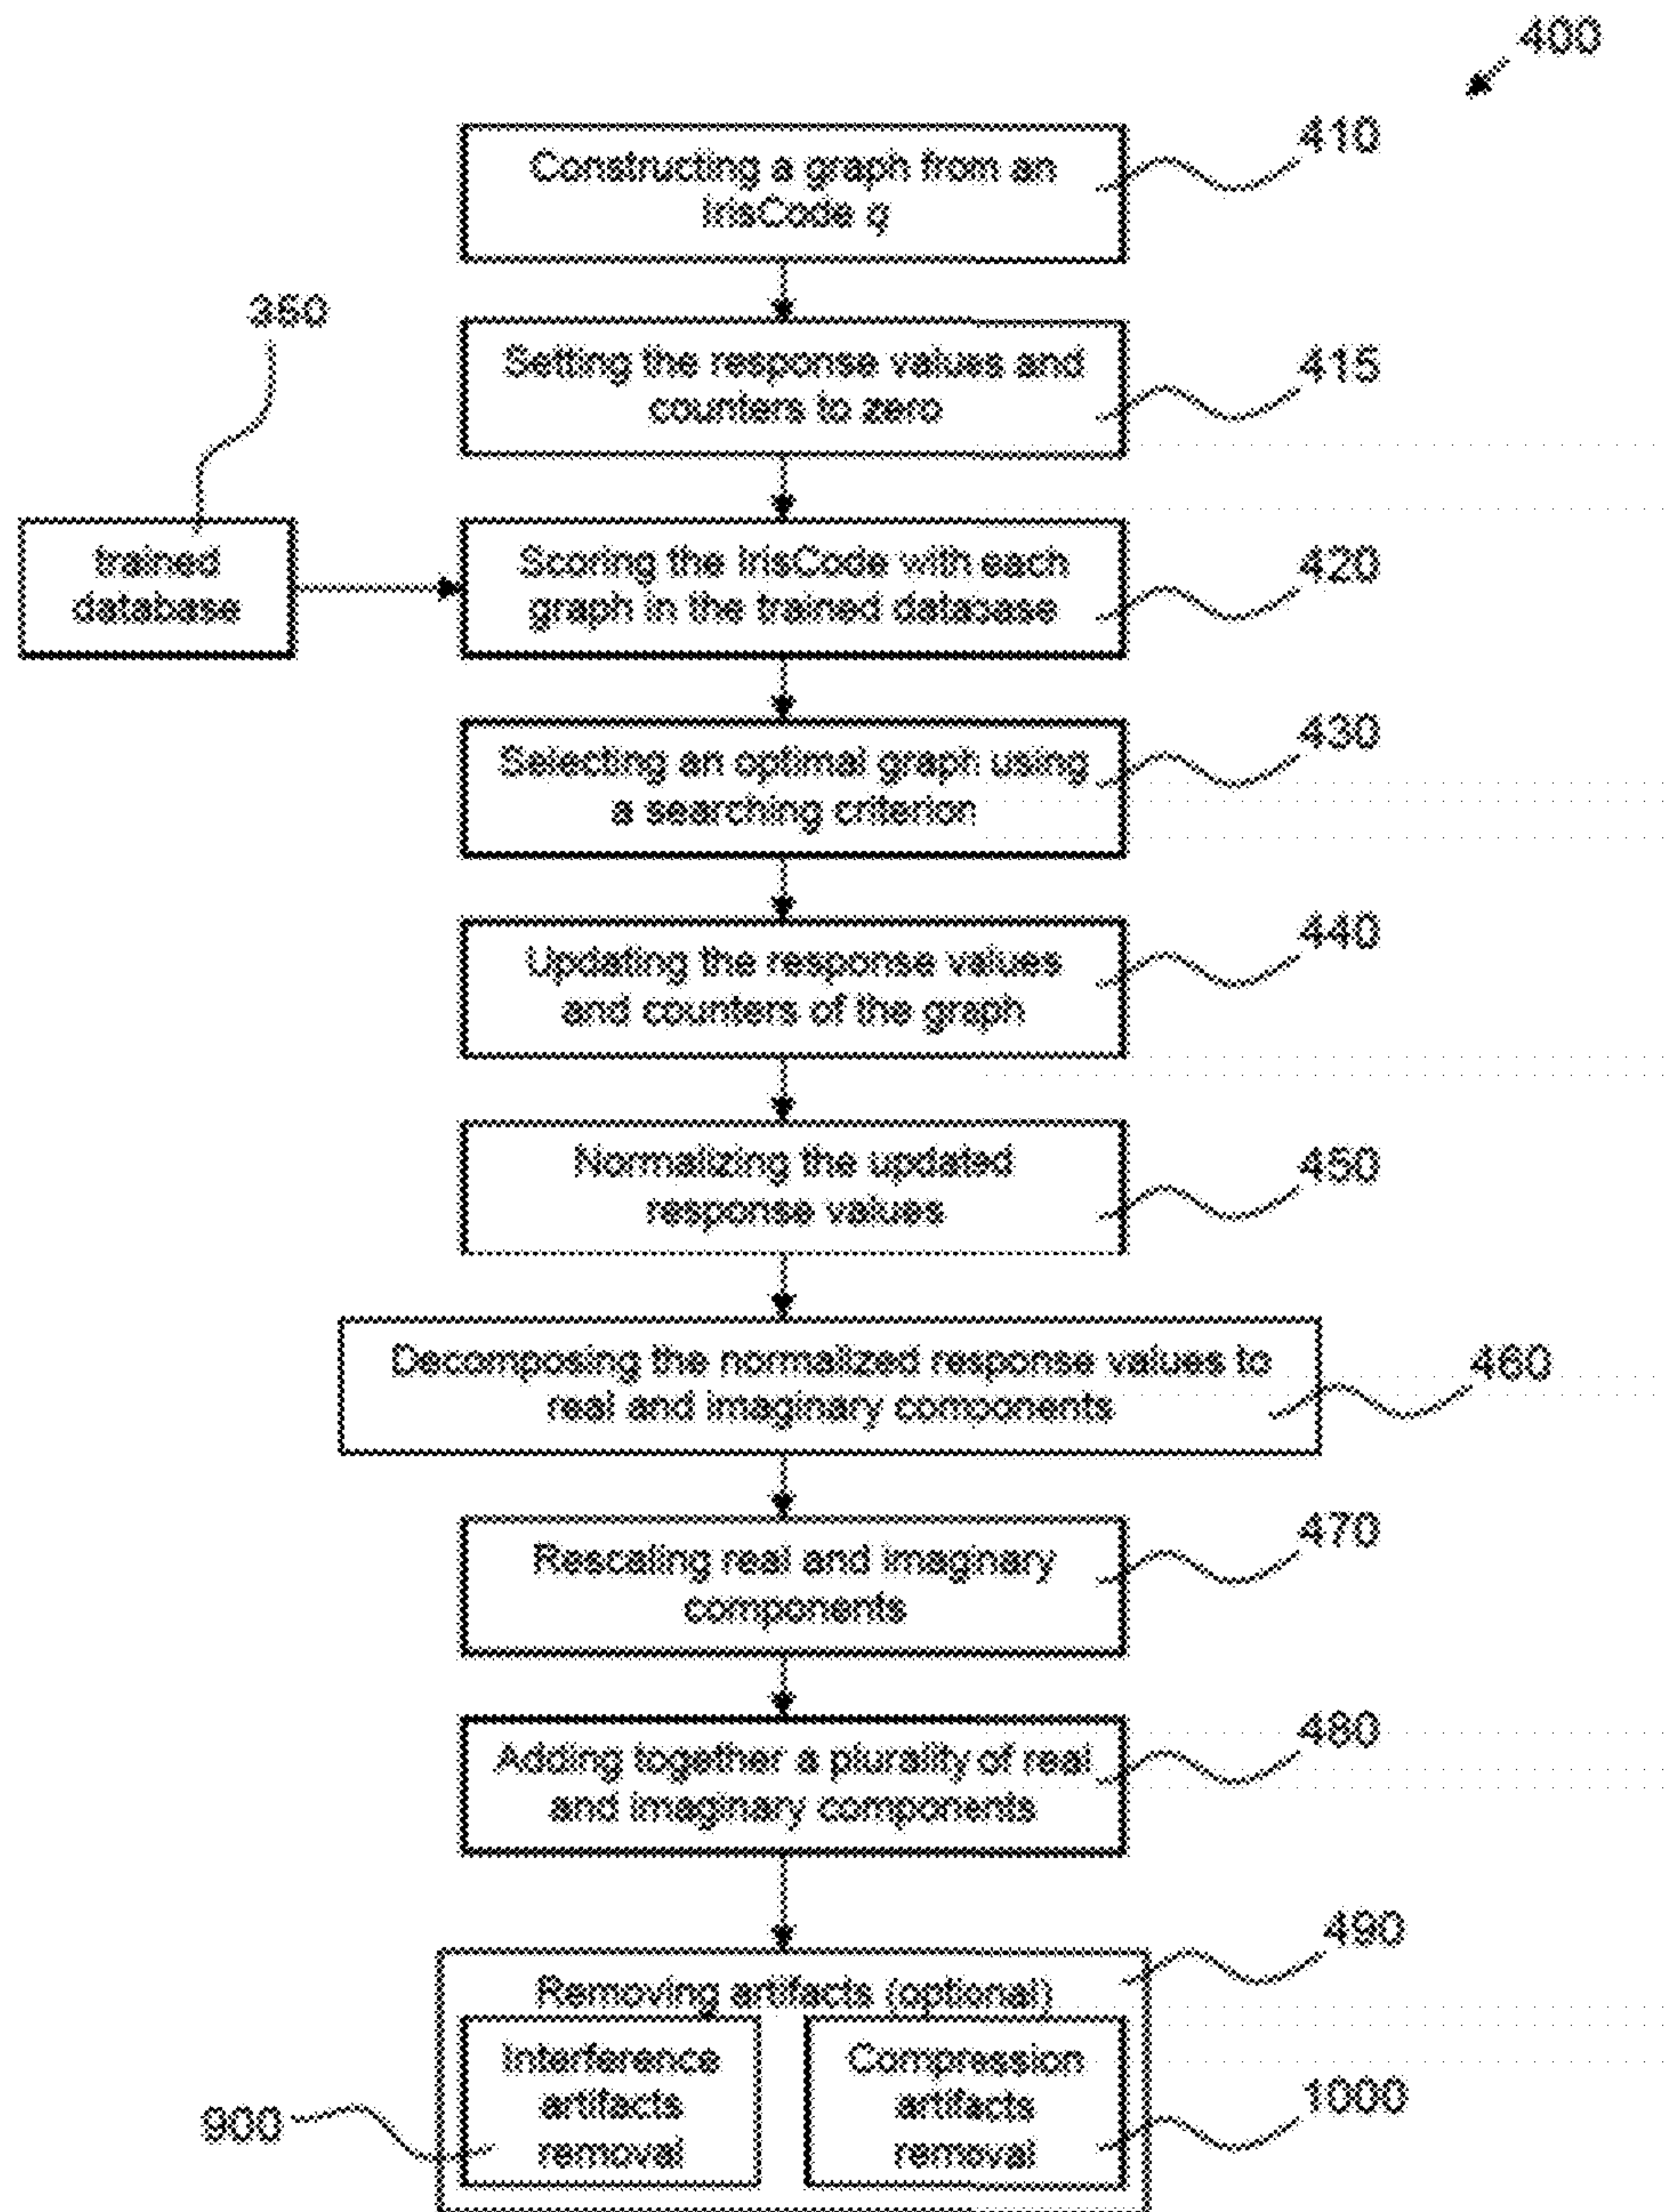 400
Constructing a graph from an
IrisCode q
410
350
Setting the response values and
counters to zero
415
trained
database
Scoring the IrisCode with each
graph in the trained database
420
Selecting an optimal graph using
a searching criterion
430
Updating the response values
and counters of the graph
440
Normalizing the updated
response values
450
Decomposing the normalized response values to
real and imaginary components
460
Rescaling real and imaginary
components
470
Adding together a plurality of real
and imaginary components
480
490
Removing artifacts (optional)
Interference
artifacts
removal
900
Compression
artifacts
removal
1000